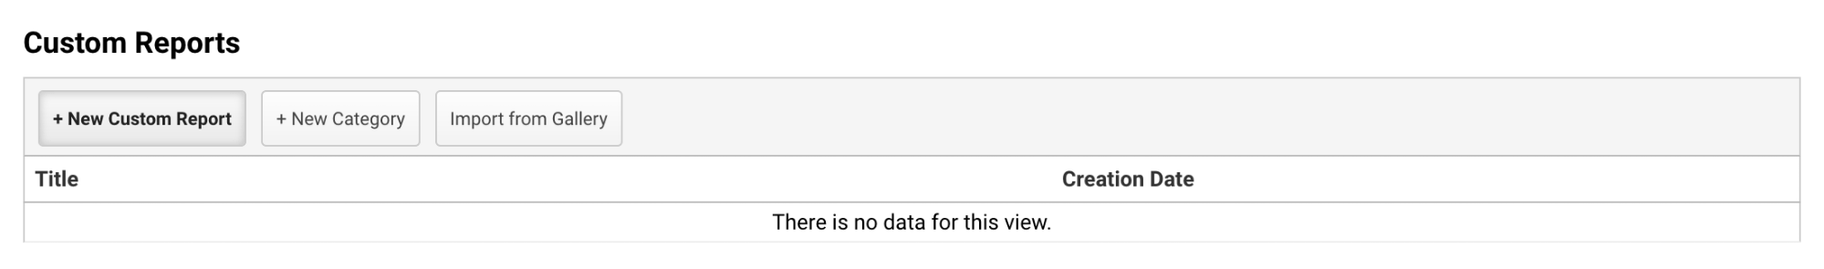 Custom Reports
+ New Custom Report + New Category Import from Gallery
Title Creation Date
There is no data for this view.